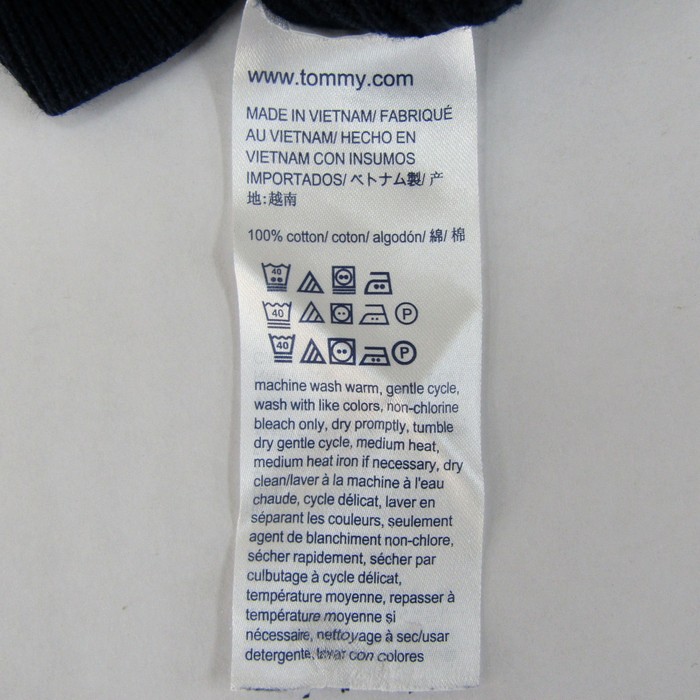 www.tommy.com
MADE IN VIETNAM/ FABRIQUÉ
AU VIETNAM/ HECHO EN
VIETNAM CON INSUMOS
IMPORTADOS/ ベトナム製/ 产
地:越南
100% cotton/ coton/ algodón/ 綿/ 棉
40
40 P
40 P
machine wash warm, gentle cycle,
wash with like colors, non-chlorine
bleach only, dry promptly, tumble
dry gentle cycle, medium heat,
medium heat iron if necessary, dry
clean/laver à la machine à l'eau
chaude, cycle délicat, laver en
séparant les couleurs, seulement
agent de blanchiment non-chlore,
sécher rapidement, sécher par
culbutage à cycle délicat,
température moyenne, repasser à
température moyenne si
nécessaire, nettoyage à sec/usar
detergente, lavar con colores